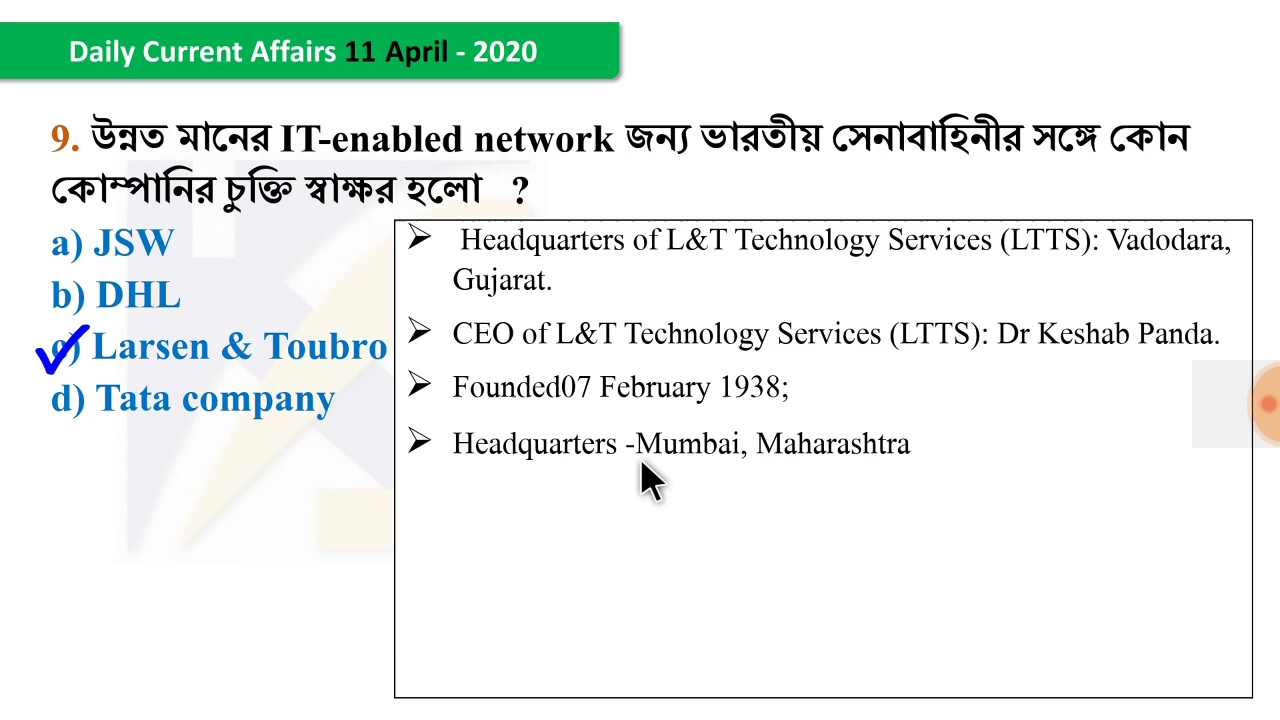 Daily Current Affairs 11 April - 2020
9. উন্নত মানের IT-enabled network জন্য ভারতীয় সেনাবাহিনীর সঙ্গে কোন
কোম্পানির চুক্তি স্বাক্ষর হলো ?
a) JSW
b) DHL
c) Larsen & Toubro
d) Tata company
➢ Headquarters of L&T Technology Services (LTTS): Vadodara,
Gujarat.
➢ CEO of L&T Technology Services (LTTS): Dr Keshab Panda.
➢ Founded07 February 1938;
➢ Headquarters -Mumbai, Maharashtra